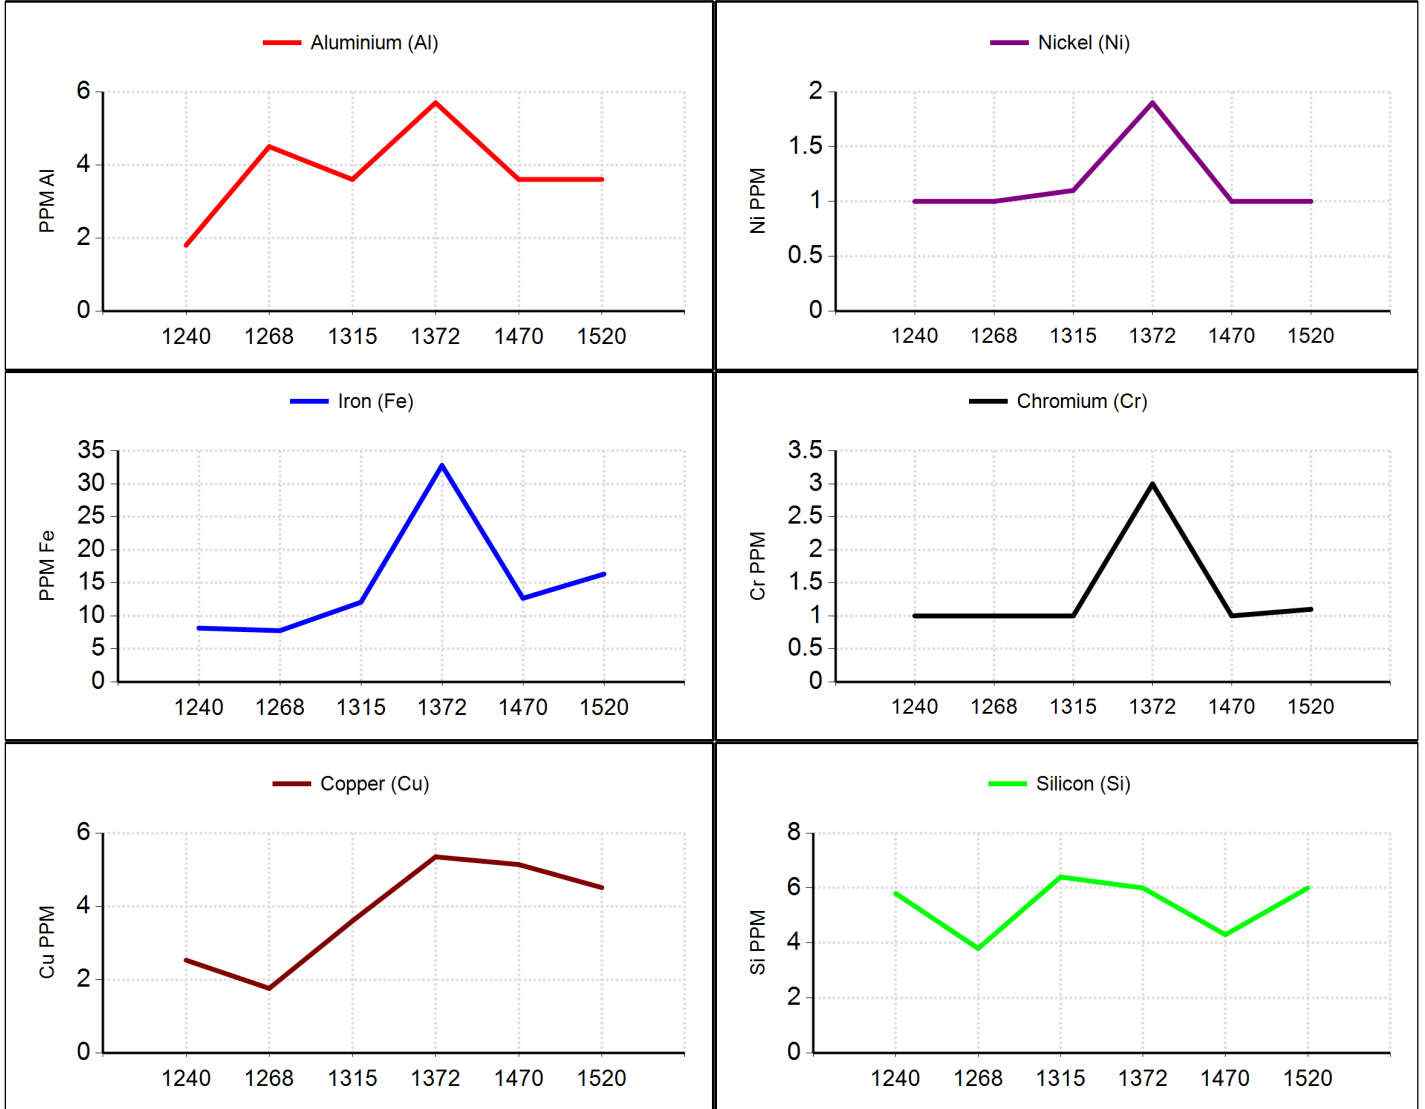 Aluminium (Al)
PPM Al
6
4
2
0
1240 1268 1315 1372 1470 1520
Nickel (Ni)
Ni PPM
2
1.5
1
0.5
0
1240 1268 1315 1372 1470 1520
Iron (Fe)
PPM Fe
35
30
25
20
15
10
5
0
1240 1268 1315 1372 1470 1520
Chromium (Cr)
Cr PPM
3.5
3
2.5
2
1.5
1
0.5
0
1240 1268 1315 1372 1470 1520
Copper (Cu)
Cu PPM
6
4
2
0
1240 1268 1315 1372 1470 1520
Silicon (Si)
Si PPM
8
6
4
2
0
1240 1268 1315 1372 1470 1520